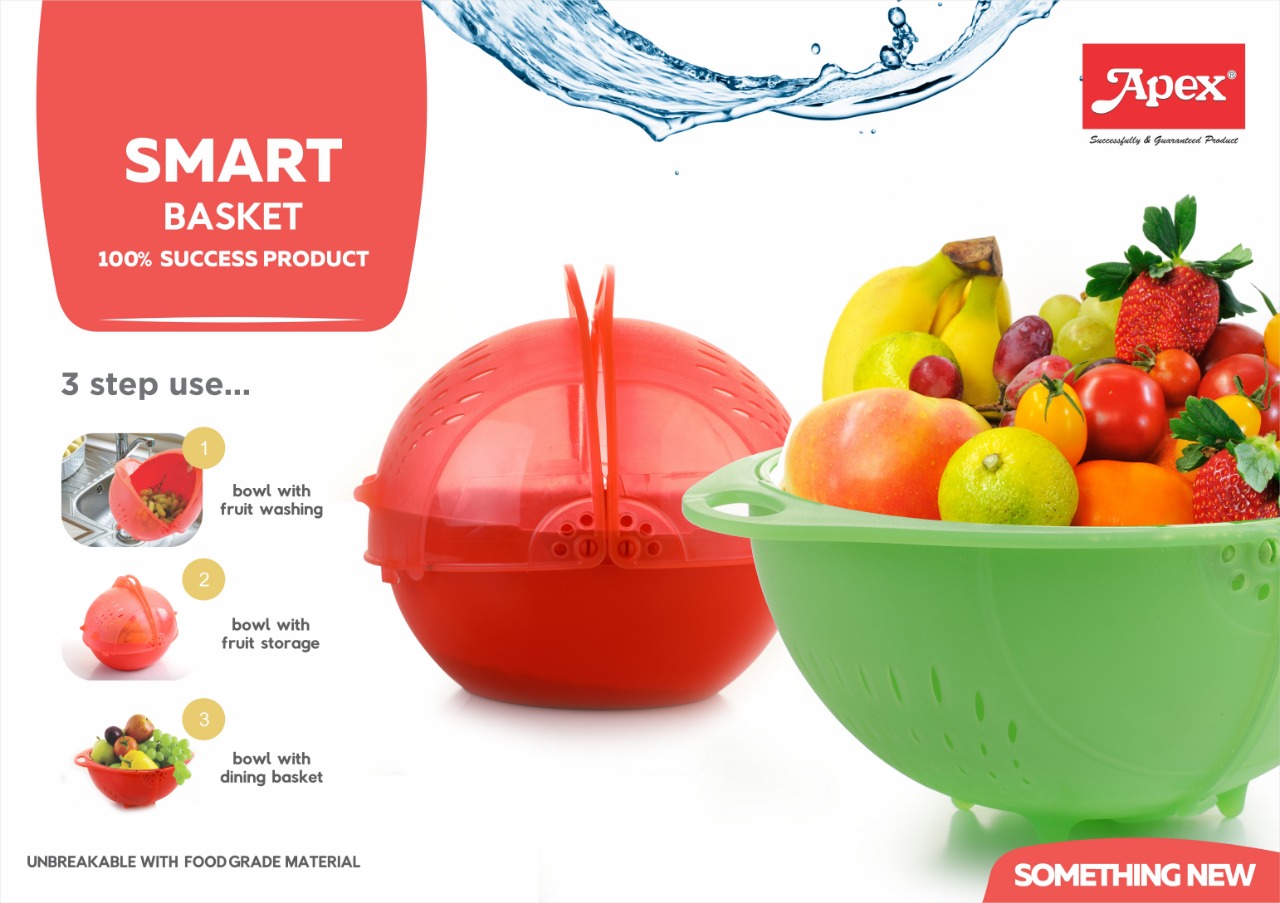 SMART
BASKET
100% SUCCESS PRODUCT
Apex®
Successfully & Guaranteed Product
3 step use...
1
bowl with
fruit washing
2
bowl with
fruit storage
3
bowl with
dining basket
UNBREAKABLE WITH FOOD GRADE MATERIAL
SOMETHING NEW